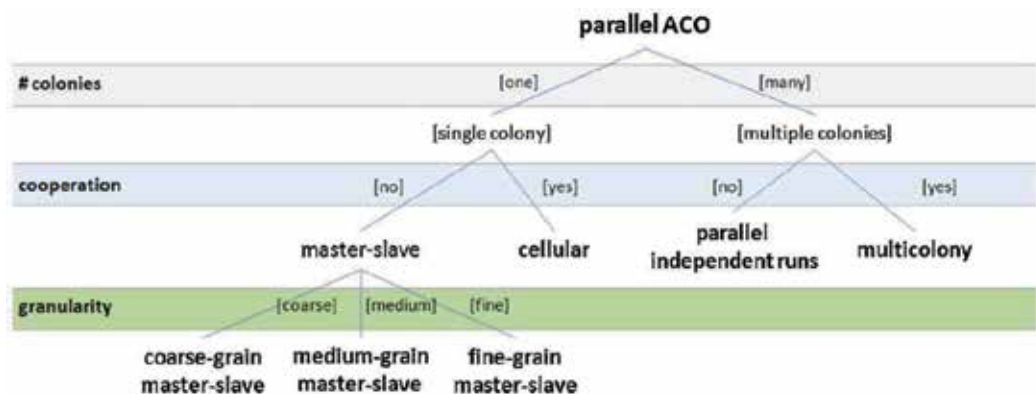 parallel ACO
# colonies [one] [many]
[single colony] [multiple colonies]
cooperation [no] [yes] [no] [yes]
master-slave cellular parallel independent runs multicolony
granularity [coarse] [medium] [fine]
coarse-grain master-slave medium-grain master-slave fine-grain master-slave